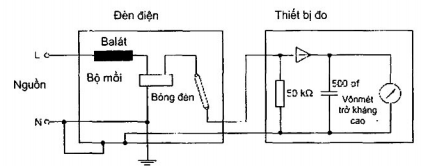 Đèn điện
Thiết bị đo
Balát
L
Bộ mồi
Nguồn
Bóng đèn
50 kΩ
500 pf
Vônmét
trở kháng
cao
N